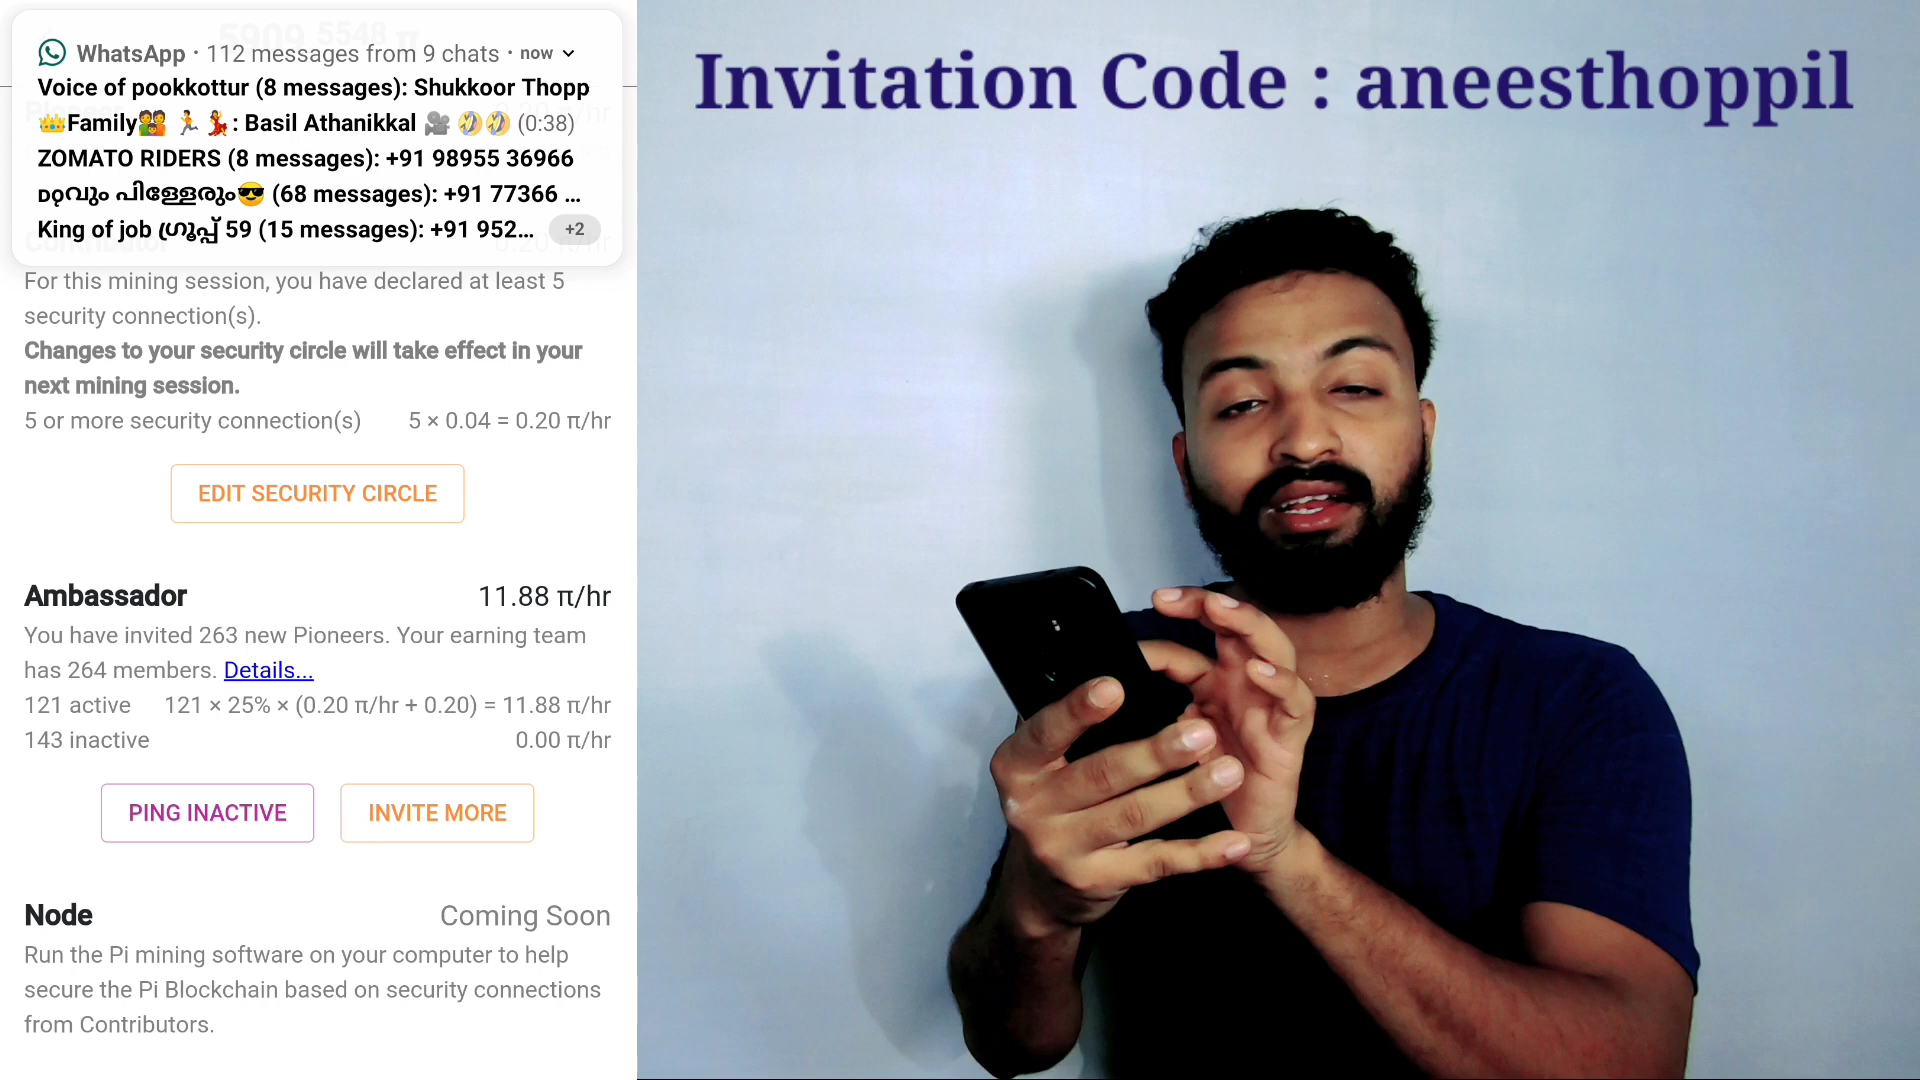 WhatsApp · 112 messages from 9 chats · now
Voice of pookkottur (8 messages): Shukkoor Thopp
👑Family👫 🏃💃: Basil Athanikkal 🎥 🤣🤣 (0:38)
ZOMATO RIDERS (8 messages): +91 98955 36966
പിള്ളേരും😎 (68 messages): +91 77366 ...
King of job ഗ്രൂപ്പ് 59 (15 messages): +91 952... +2
For this mining session, you have declared at least 5
security connection(s).
Changes to your security circle will take effect in your
next mining session.
5 or more security connection(s) 5 × 0.04 = 0.20 π/hr
EDIT SECURITY CIRCLE
Ambassador 11.88 π/hr
You have invited 263 new Pioneers. Your earning team
has 264 members. Details...
121 active 121 × 25% × (0.20 π/hr + 0.20) = 11.88 π/hr
143 inactive 0.00 π/hr
PING INACTIVE INVITE MORE
Node Coming Soon
Run the Pi mining software on your computer to help
secure the Pi Blockchain based on security connections
from Contributors.
Invitation Code : aneesthoppil